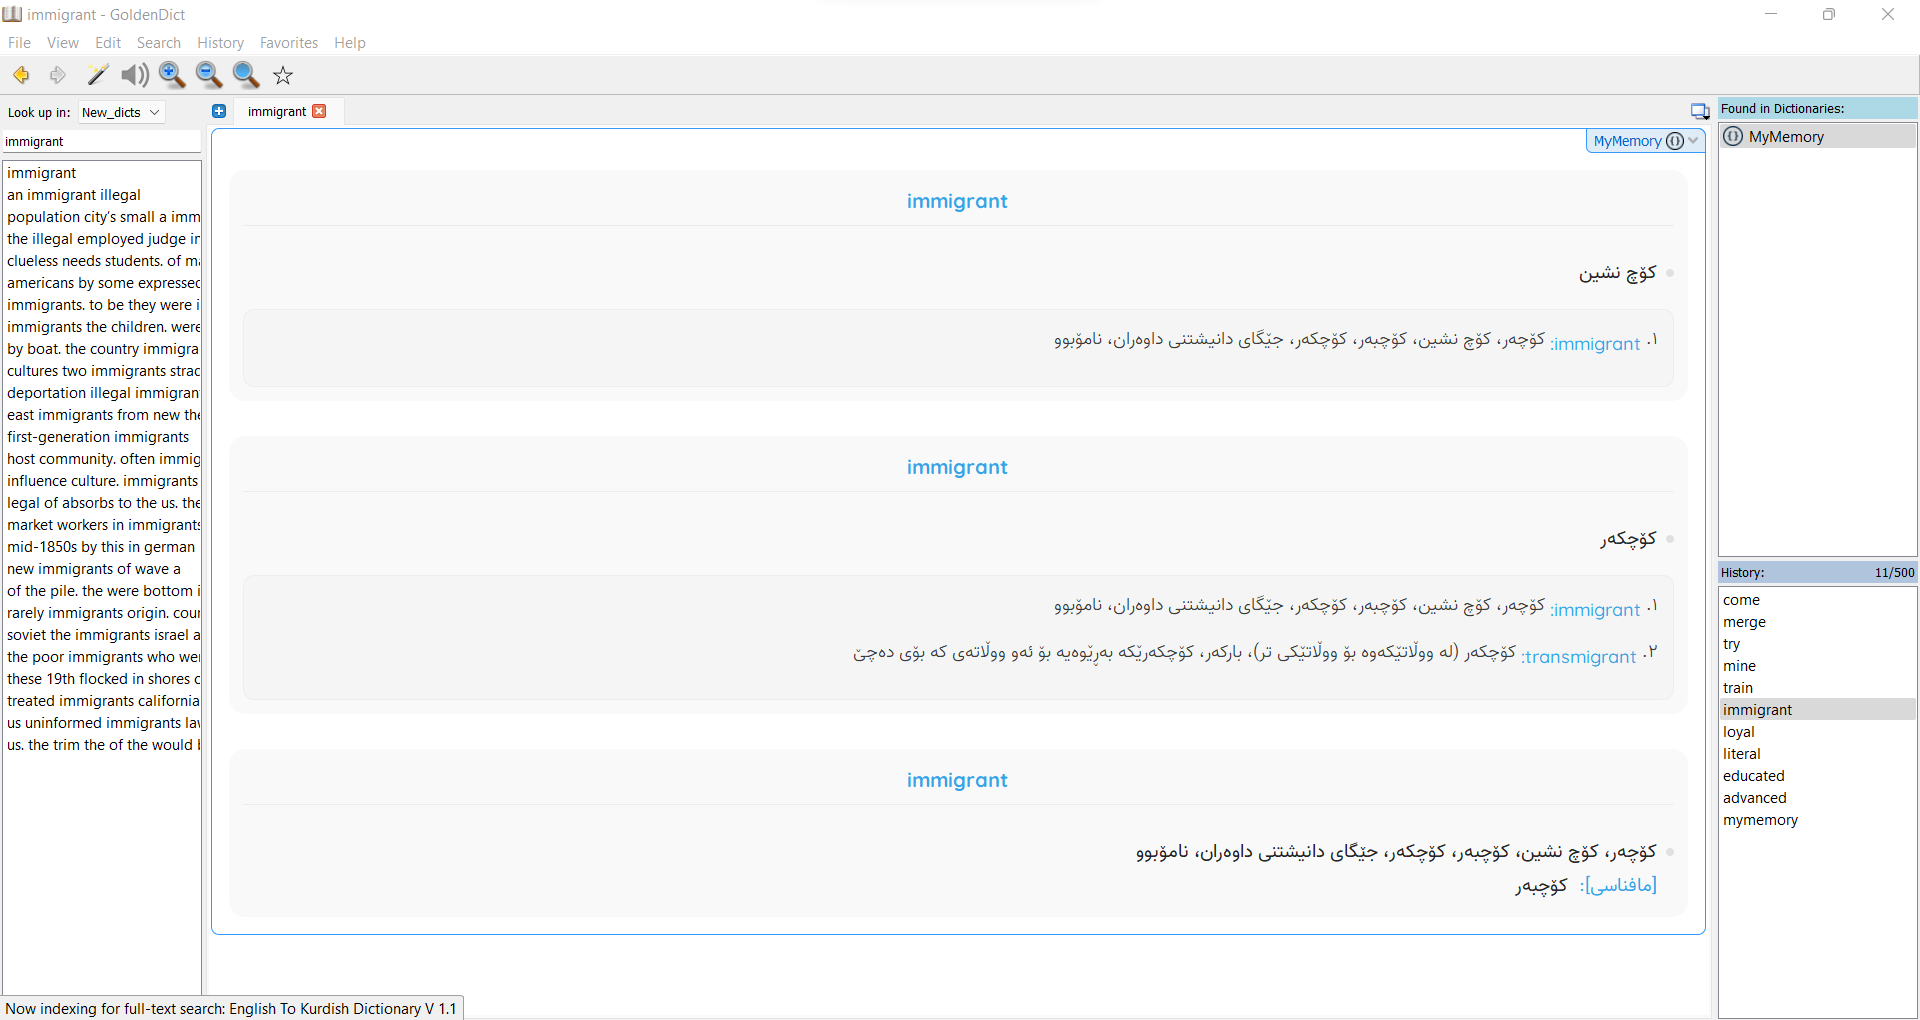 immigrant - GoldenDict
File View Edit Search History Favorites Help
Look up in: New_dicts
immigrant
immigrant
an immigrant illegal
population city's small a imm
the illegal employed judge
clueless needs students. of
americans by some expressed
immigrants. to be they were
immigrants the children. were
by boat. the country immigra
cultures two immigrants
deportation illegal immigran
east immigrants from new the
first-generation immigrants
host community. often immig
influence culture. immigrants
legal of absorbs to the us. the
market workers in immigrants
mid-1850s by this in german
new immigrants of wave a
of the pile. the were bottom
rarely immigrants origin.
soviet the immigrants israel a
the poor immigrants who
these 19th flocked in shores
treated immigrants california
us uninformed immigrants
us. the trim the of the would
immigrant
MyMemory
immigrant
کۆچ نشین
١. immigrant: کۆچەر، کۆچ نشین، کۆچبەر، کۆچکەر، جێگای دانیشتنی داوەران، نامۆبوو
immigrant
کۆچکەر
١. immigrant: کۆچەر، کۆچ نشین، کۆچبەر، کۆچکەر، جێگای دانیشتنی داوەران، نامۆبوو
٢. transmigrant: کۆچکەر (لە ووڵاتێکەوە بۆ ووڵاتێکی تر)، بارکەر، کۆچکەرێکە بەڕێوەیە بۆ ئەو ووڵاتەی کە بۆی دەچێ
immigrant
کۆچەر، کۆچ نشین، کۆچبەر، کۆچکەر، جێگای دانیشتنی داوەران، نامۆبوو
[مافناسی]: کۆچبەر
Found in Dictionaries:
MyMemory
History: 11/500
come
merge
try
mine
train
immigrant
loyal
literal
educated
advanced
mymemory
Now indexing for full-text search: English To Kurdish Dictionary V 1.1